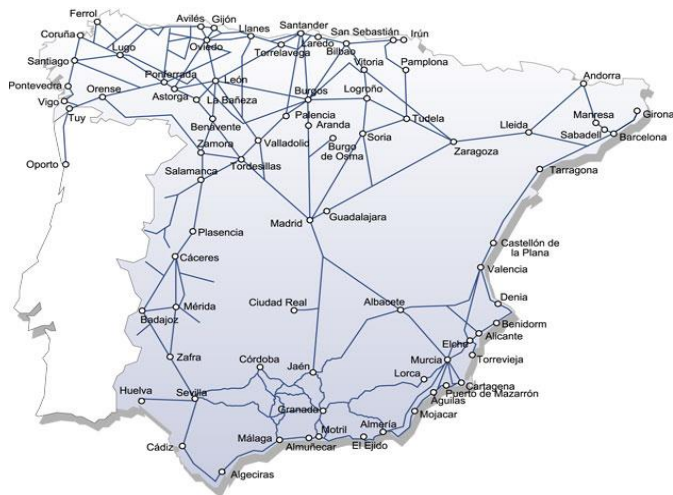 Ferrol
Avilés
Gijón
Llanes
Santander
San Sebastián
Irún
Coruña
Lugo
Oviedo
Torrelavega
Laredo
Bilbao
Santiago
Vitoria
Pamplona
Ponferrada
León
Andorra
Pontevedra
Orense
Astorga
La Bañeza
Burgos
Logroño
Vigo
Tuy
Palencia
Manresa
Girona
Benavente
Aranda
Tudela
Lleida
Sabadell
Barcelona
Zamora
Valladolid
Burgo
de Osma
Soria
Zaragoza
Oporto
Tordesillas
Salamanca
Tarragona
Madrid
Guadalajara
Plasencia
Castellón de
la Plana
Cáceres
Valencia
Ciudad Real
Albacete
Denia
Mérida
Badajoz
Benidorm
Alicante
Elche
Zafra
Córdoba
Jaén
Murcia
Torrevieja
Lorca
Huelva
Sevilla
Cartagena
Puerto de Mazarrón
Aguilas
Granada
Mojacar
Cádiz
Málaga
Motril
Almería
Almuñecar
El Ejido
Algeciras